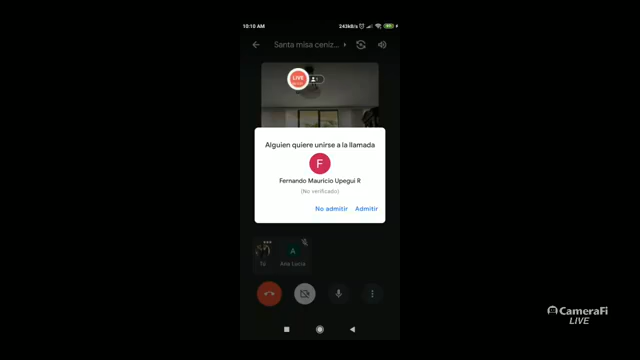 10:10 AM
243kB/s
Santa misa ceniz...
LIVE
Alguien quiere unirse a la llamada
F
Fernando Mauricio Upegui R
(No verificado)
No admitir
Admitir
A
Tú
Ana Lucia
CameraFi
LIVE